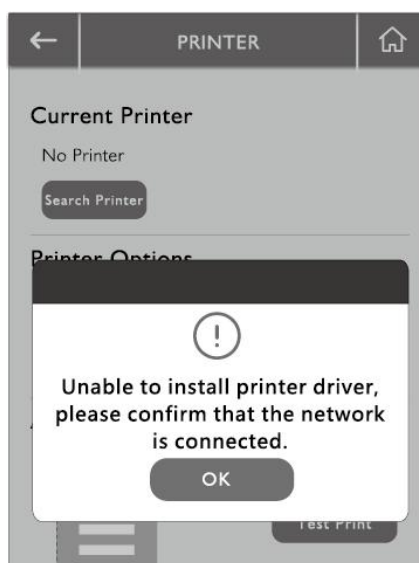 PRINTER
Current Printer
No Printer
Search Printer
Printer Options
Unable to install printer driver,
please confirm that the network
is connected.
OK
Test Print